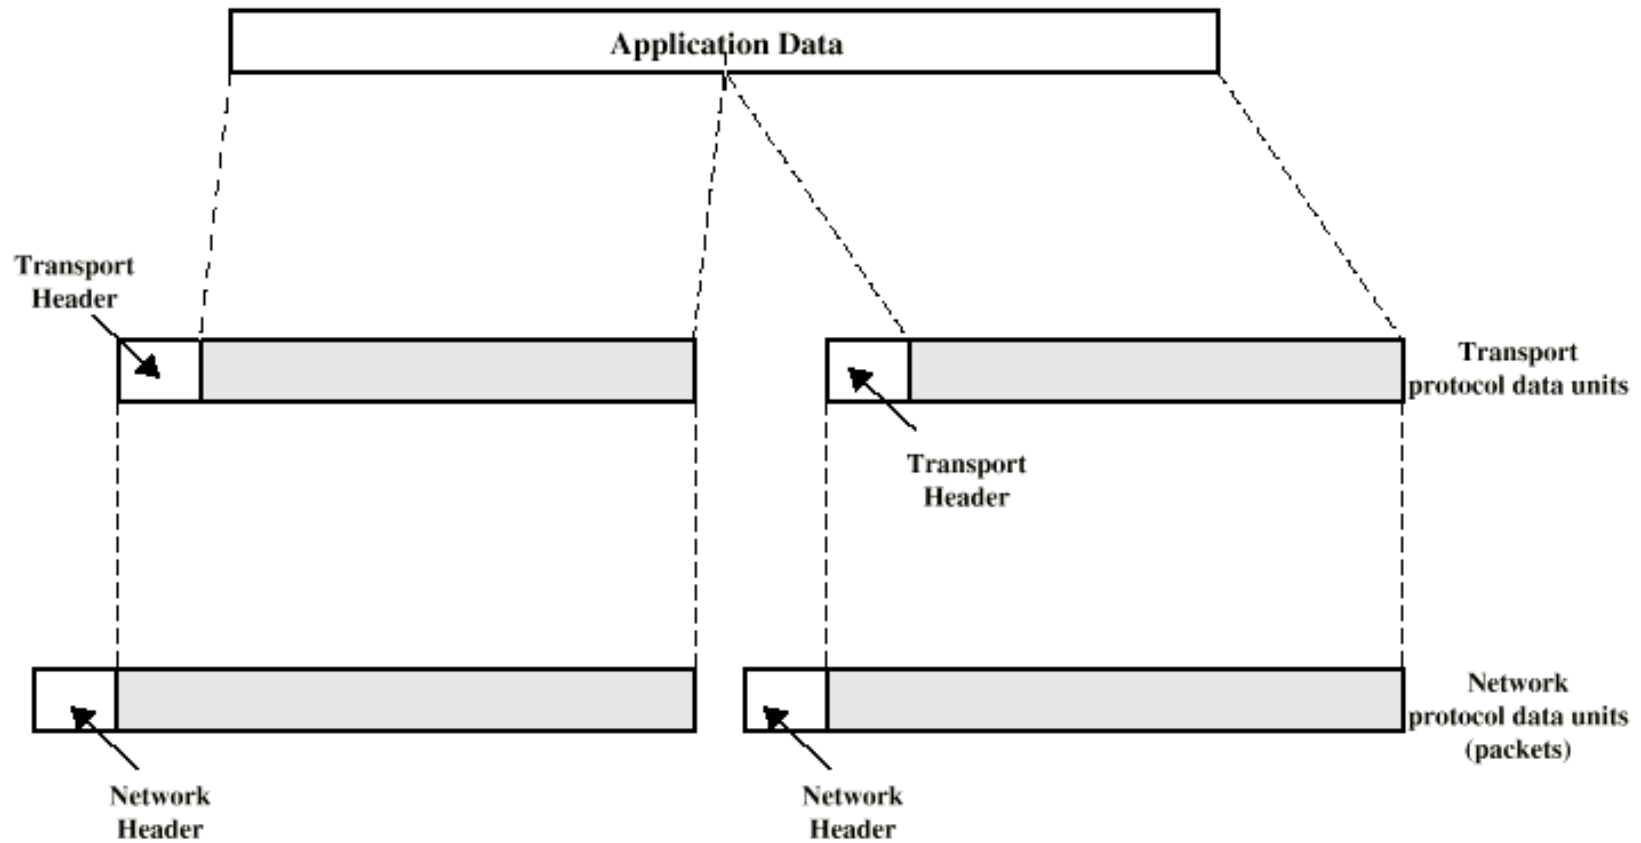 Application Data
Transport
Header
Transport
protocol data units
Transport
Header
Network
protocol data units
(packets)
Network
Header
Network
Header